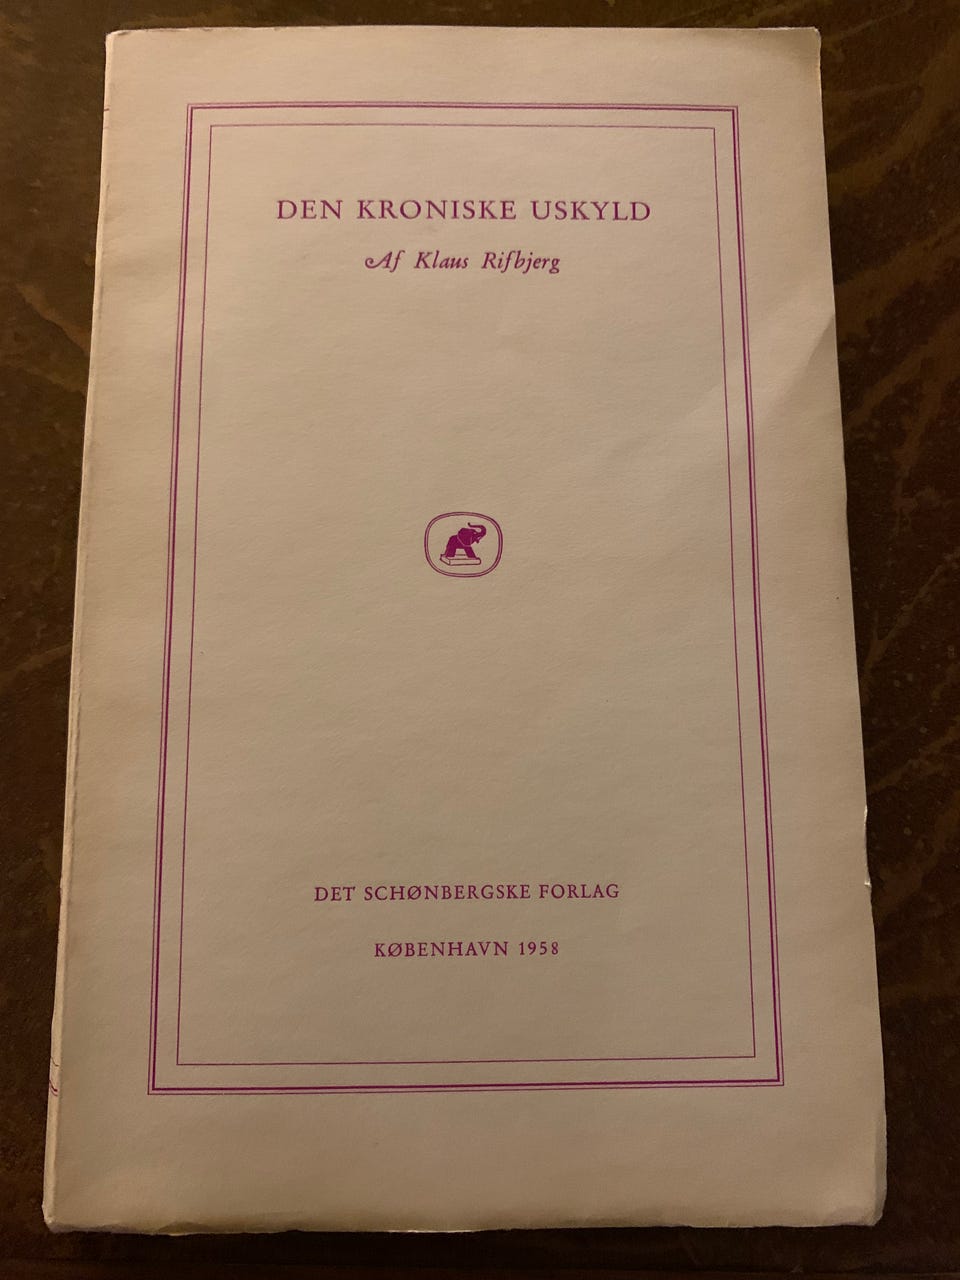 DEN KRONISKE USKYLD
Af Klaus Rifbjerg
DET SCHØNBERGSKE FORLAG
KØBENHAVN 1958